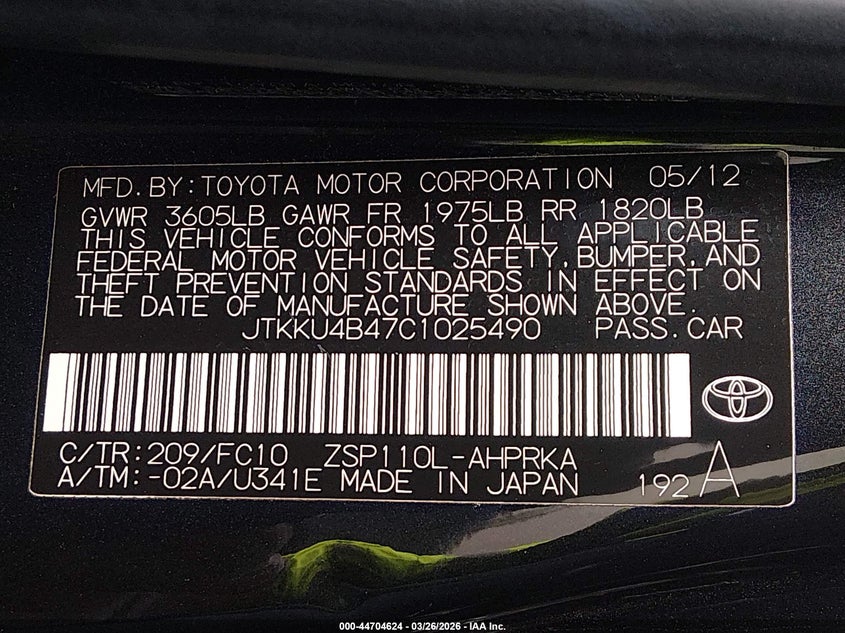 MFD.BY:TOYOTA MOTOR CORPORATION 05/12
GVWR 3605LB GAWR FR 1975LB RR 1820LB
THIS VEHICLE CONFORMS TO ALL APPLICABLE
FEDERAL MOTOR VEHICLE SAFETY,BUMPER,AND
THEFT PREVENTION STANDARDS IN EFFECT ON
THE DATE OF MANUFACTURE SHOWN ABOVE.
JTKKU4B47C1025490 PASS.CAR
C/TR:209/FC10 ZSP110L-AHPRKA
A/TM:-02A/U341E MADE IN JAPAN 192 A
000-44704624 - 03/26/2026 - IAA Inc.